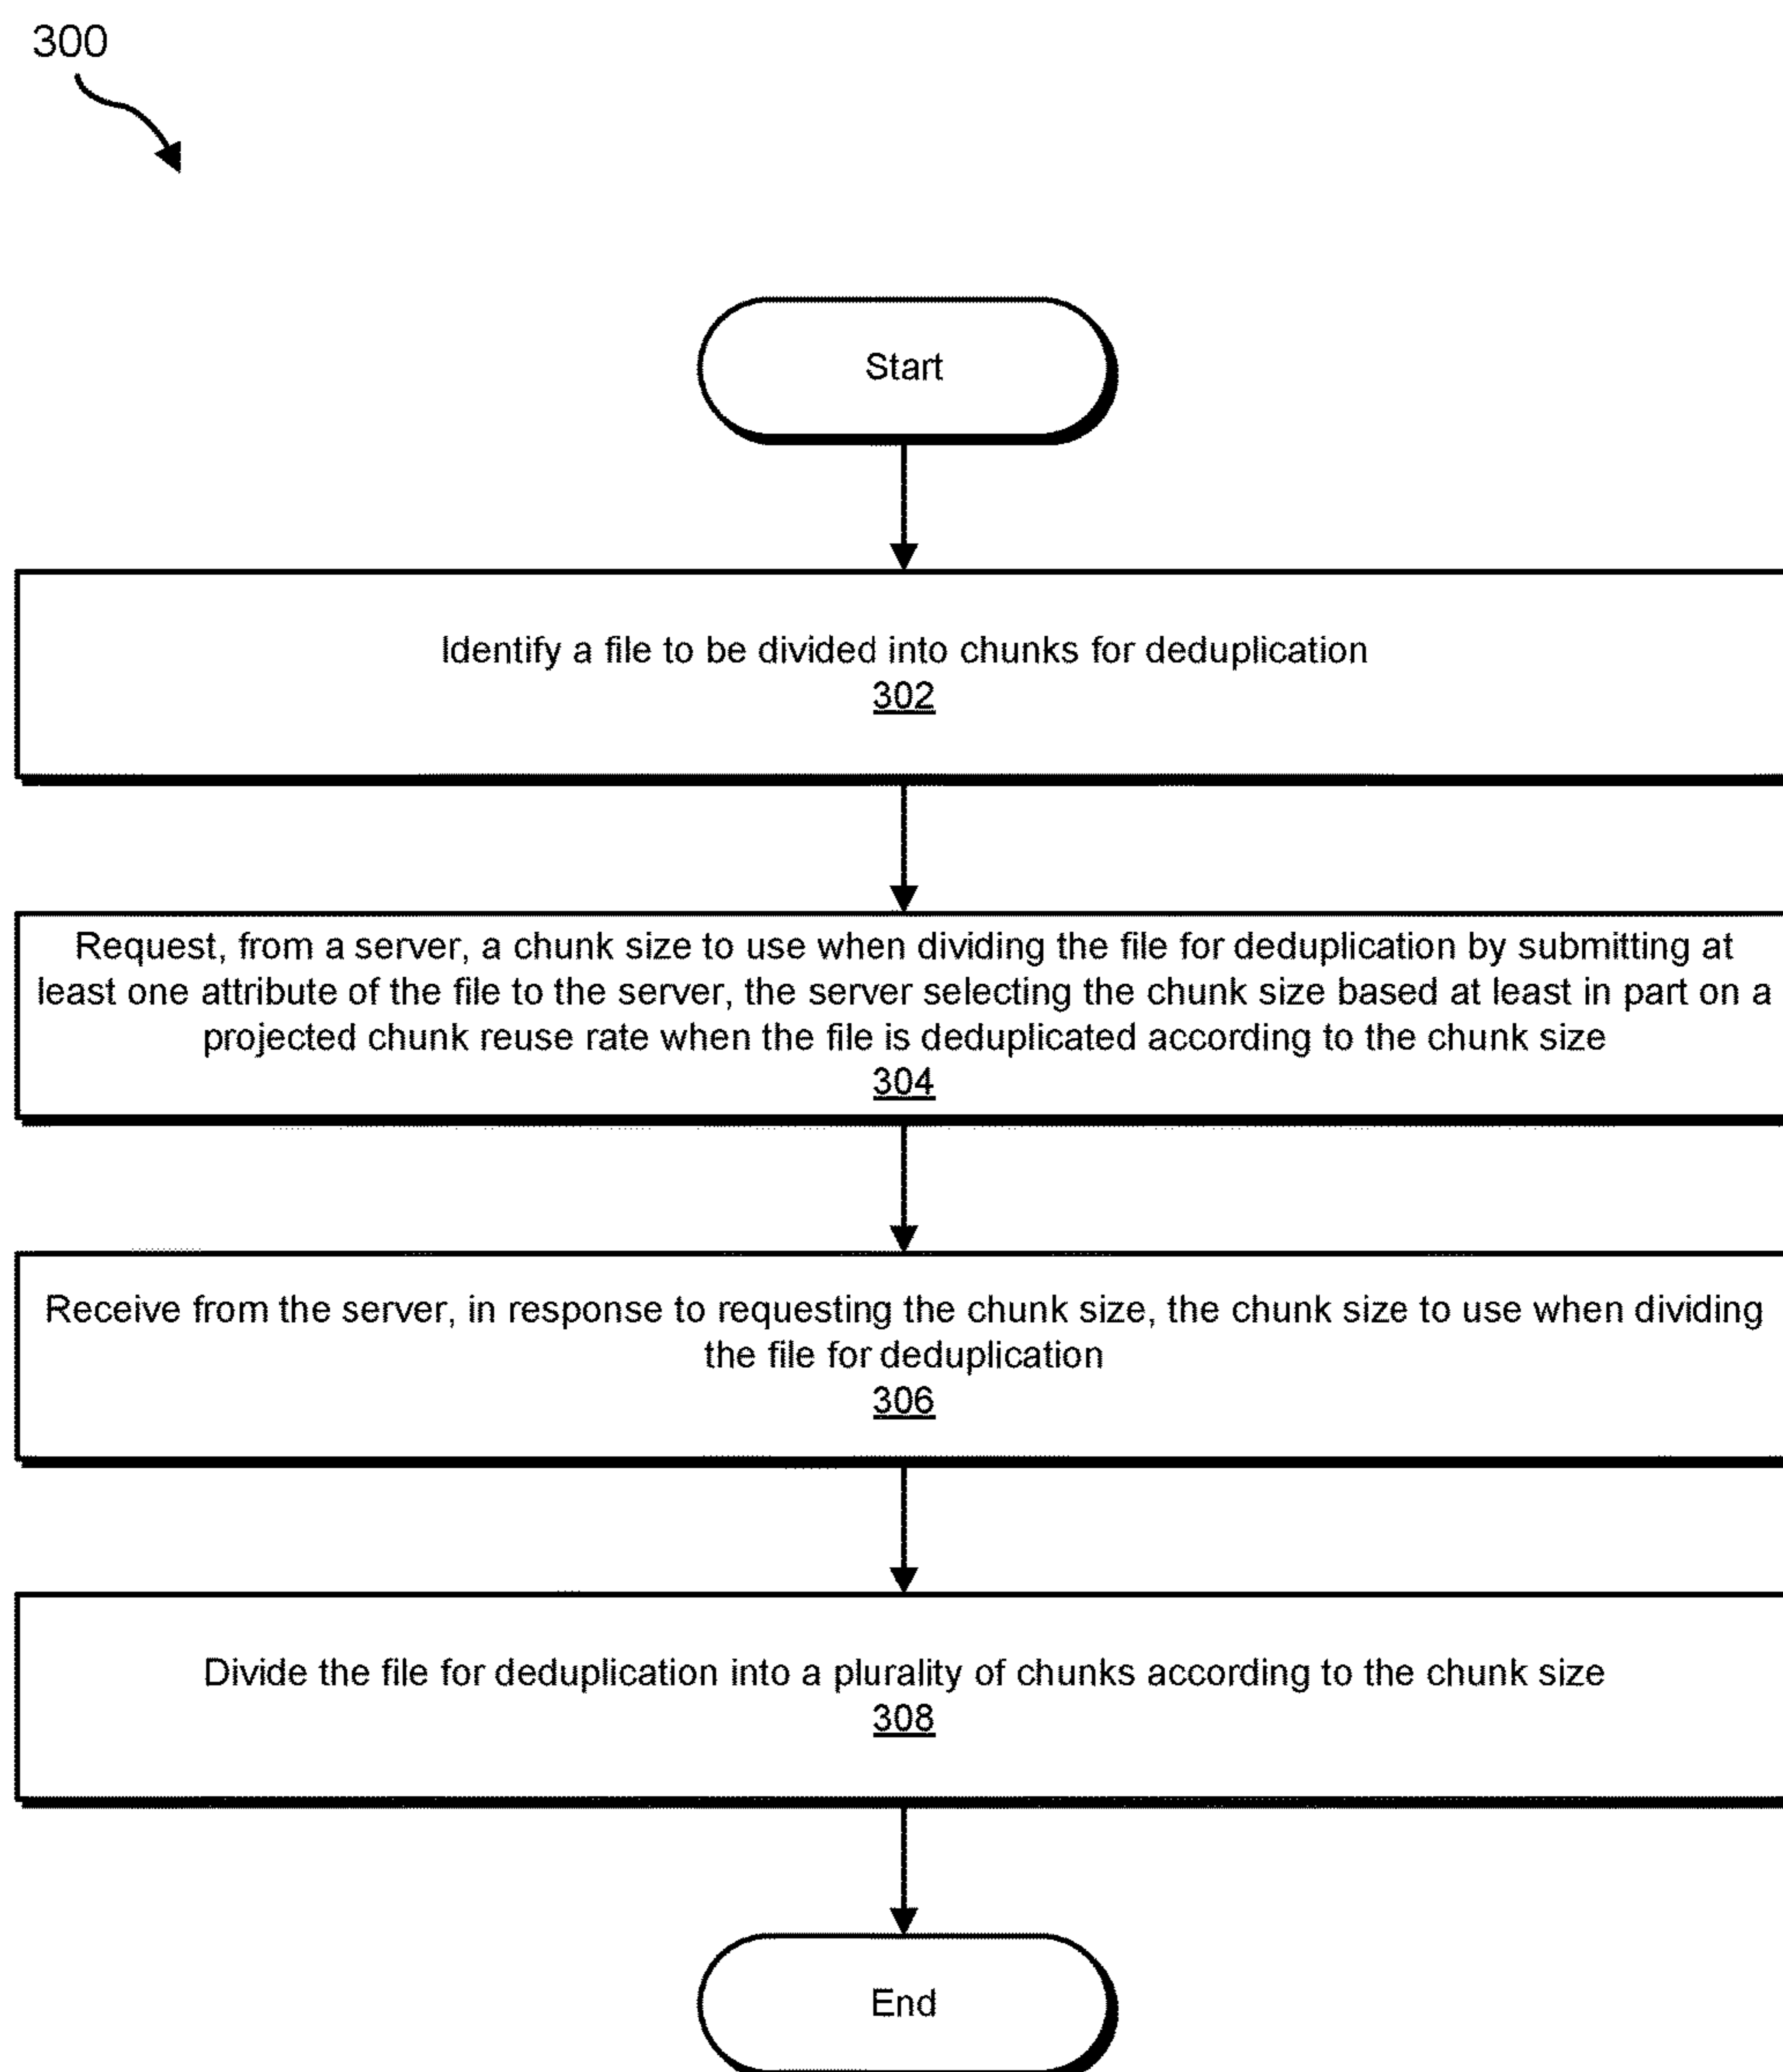 300
Start
Identify a file to be divided into chunks for deduplication
302
Request, from a server, a chunk size to use when dividing the file for deduplication by submitting at
least one attribute of the file to the server, the server selecting the chunk size based at least in part on a
projected chunk reuse rate when the file is deduplicated according to the chunk size
304
Receive from the server, in response to requesting the chunk size, the chunk size to use when dividing
the file for deduplication
306
Divide the file for deduplication into a plurality of chunks according to the chunk size
308
End